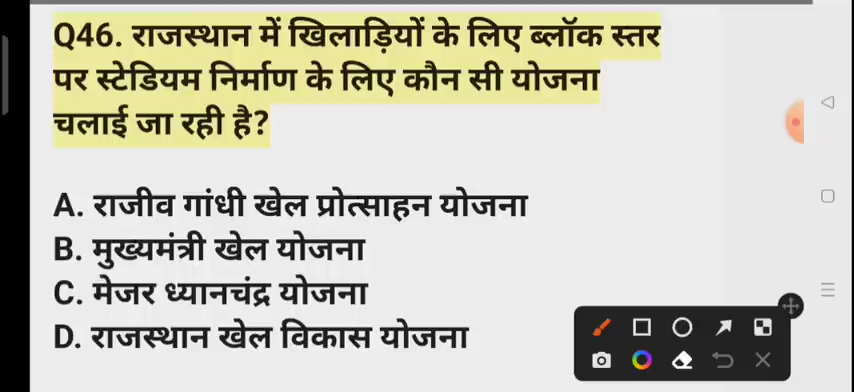 Q46. राजस्थान में खिलाड़ियों के लिए ब्लॉक स्तर
पर स्टेडियम निर्माण के लिए कौन सी योजना
चलाई जा रही है?
A. राजीव गांधी खेल प्रोत्साहन योजना
B. मुख्यमंत्री खेल योजना
C. मेजर ध्यानचंद्र योजना
D. राजस्थान खेल विकास योजना